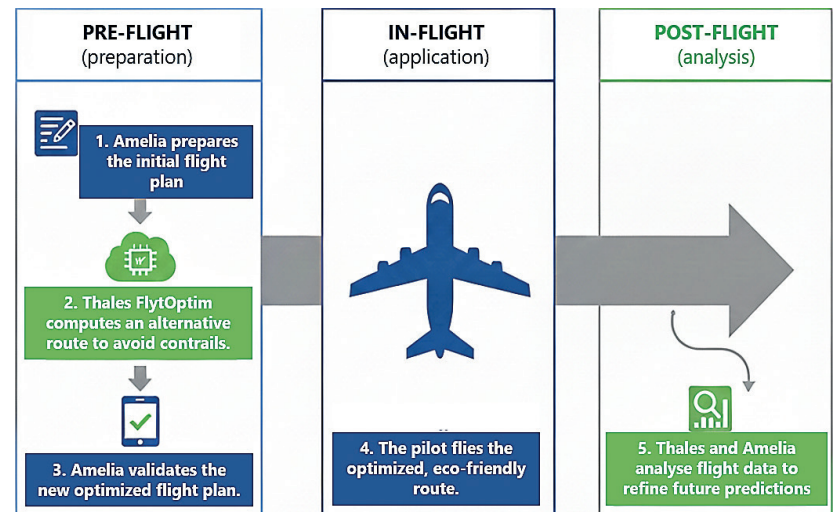 PRE-FLIGHT
(preparation)
1. Amelia prepares
the initial flight
plan
2. Thales FlytOptim
computes an alternative
route to avoid contrails.
3. Amelia validates the
new optimized flight plan.
IN-FLIGHT
(application)
4. The pilot flies the
optimized, eco-friendly
route.
POST-FLIGHT
(analysis)
5. Thales and Amelia
analyse flight data to
refine future predictions